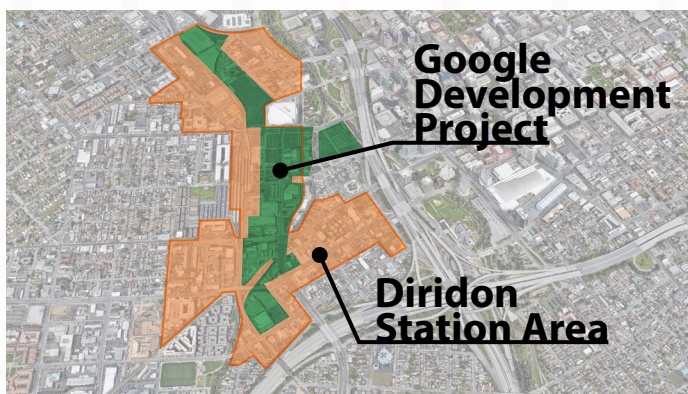 Google
Development
Project
Diridon
Station Area